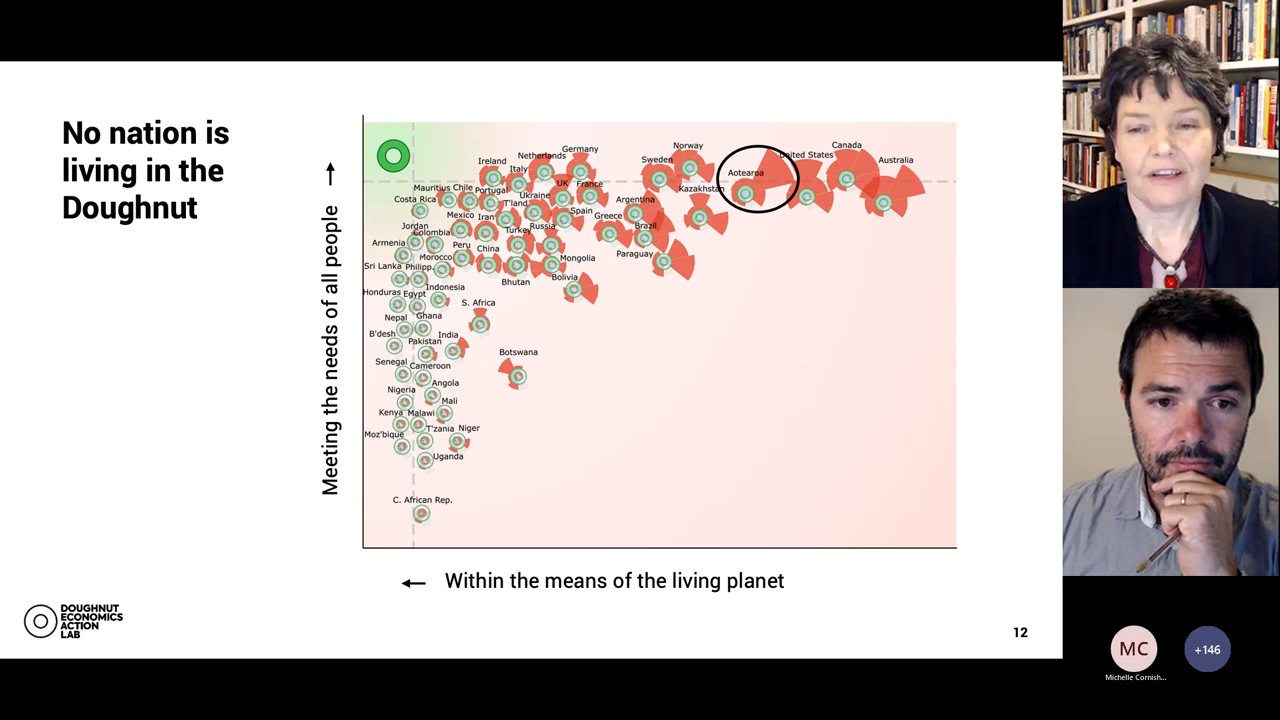 No nation is
living in the
Doughnut
Meeting the needs of all people
Germany
Netherlands
Ireland
Italy
UK
France
Norway
Sweden
Kazakhstan
Aotearoa
United States
Canada
Australia
Mauritius
Chile
Portugal
Ukraine
Costa Rica
T'land
Spain
Argentina
Mexico
Iran
Greece
Brazil
Jordan
Colombia
Turkey
Russia
Armenia
Peru
China
Morocco
Mongolia
Paraguay
Sri Lanka
Philipp.
Bhutan
Bolivia
Honduras
Egypt
Indonesia
S. Africa
Nepal
Ghana
B'desh
Pakistan
India
Botswana
Senegal
Cameroon
Nigeria
Angola
Mali
Kenya
Malawi
Moz'bique
T'zania
Niger
Uganda
C. African Rep.
Within the means of the living planet
DOUGHNUT
ECONOMICS
ACTION
LAB
12
MC
+146
Michelle Cornish...